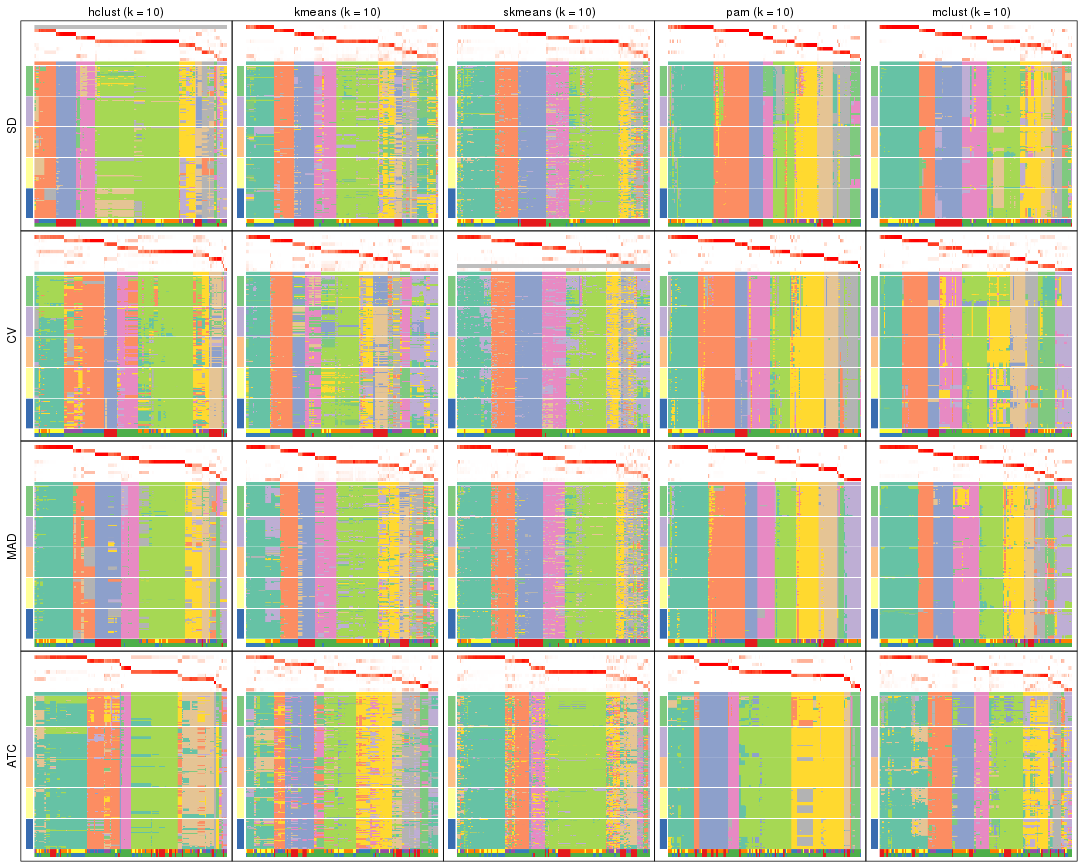 hclust (k = 10)
kmeans (k = 10)
skmeans (k = 10)
pam (k = 10)
mclust (k = 10)
SD
CV
MAD
ATC